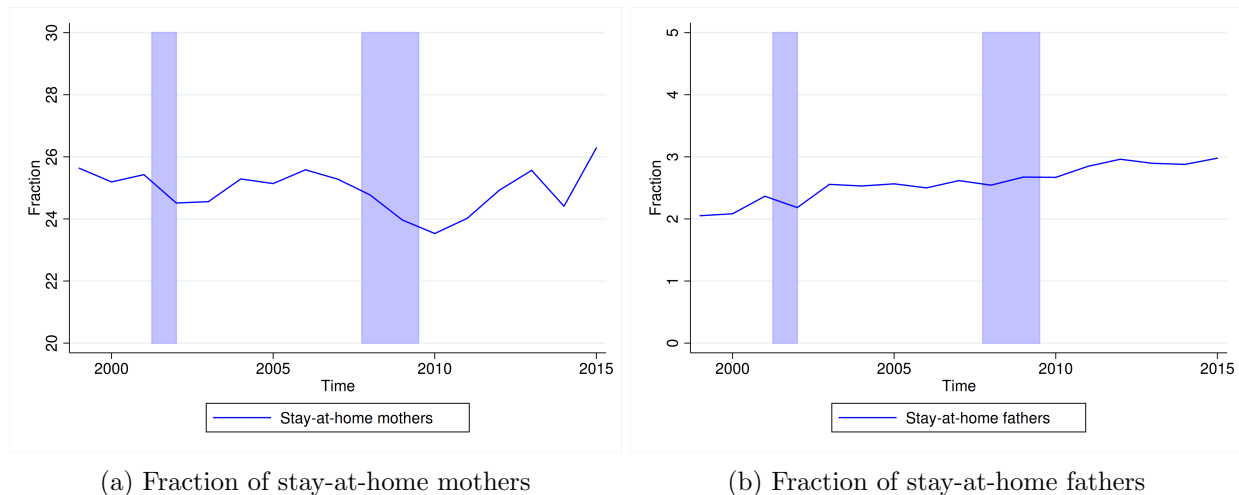 30
28
26
24
22
20
Fraction
2000
2005
2010
2015
Time
Stay-at-home mothers
(a) Fraction of stay-at-home mothers
5
4
3
2
1
0
Fraction
2000
2005
2010
2015
Time
Stay-at-home fathers
(b) Fraction of stay-at-home fathers